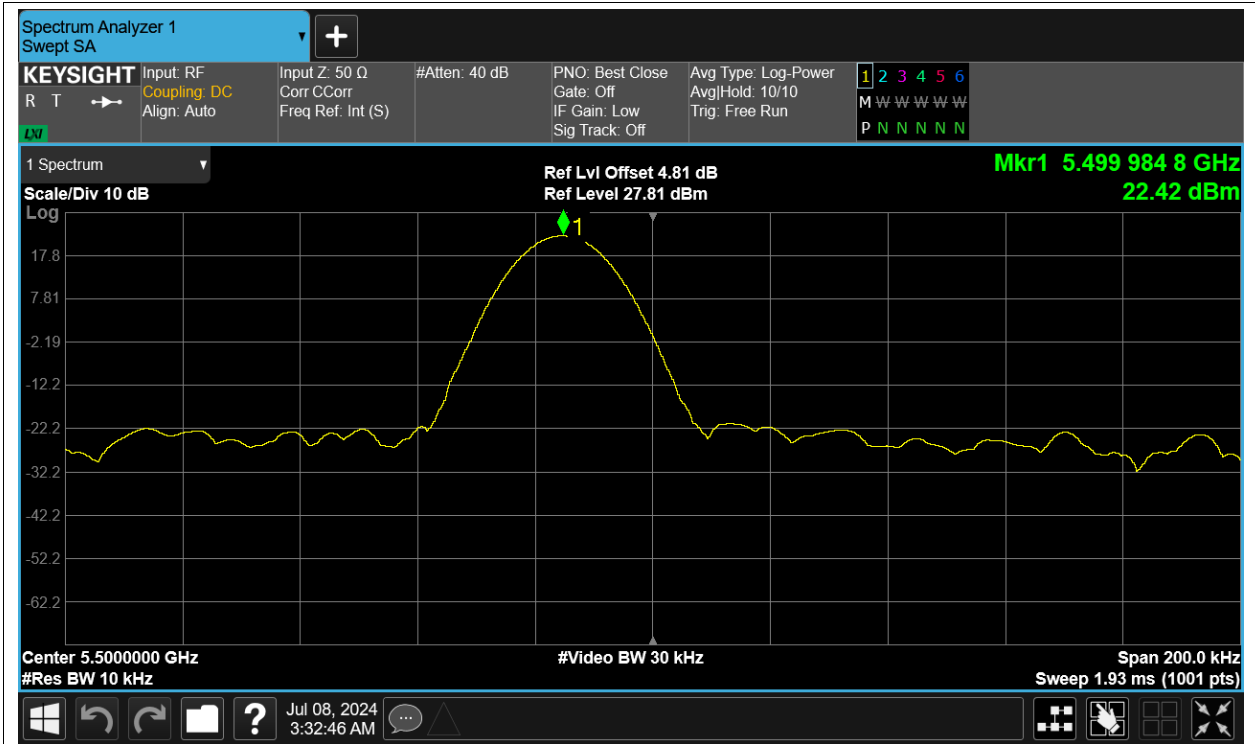 Spectrum Analyzer 1
Swept SA
KEYSIGHT
R T
LXI
Input: RF
Coupling: DC
Align: Auto
Input Z: 50 Ω
Corr CCorr
Freq Ref: Int (S)
#Atten: 40 dB
PNO: Best Close
Gate: Off
IF Gain: Low
Sig Track: Off
Avg Type: Log-Power
Avg|Hold: 10/10
Trig: Free Run
1 2 3 4 5 6
M W W W W W
P N N N N N
1 Spectrum
Scale/Div 10 dB
Ref Lvl Offset 4.81 dB
Ref Level 27.81 dBm
Mkr1 5.499 984 8 GHz
22.42 dBm
Log
1
17.8
7.81
-2.19
-12.2
-22.2
-32.2
-42.2
-52.2
-62.2
Center 5.5000000 GHz
#Video BW 30 kHz
Span 200.0 kHz
#Res BW 10 kHz
Sweep 1.93 ms (1001 pts)
?
Jul 08, 2024
3:32:46 AM